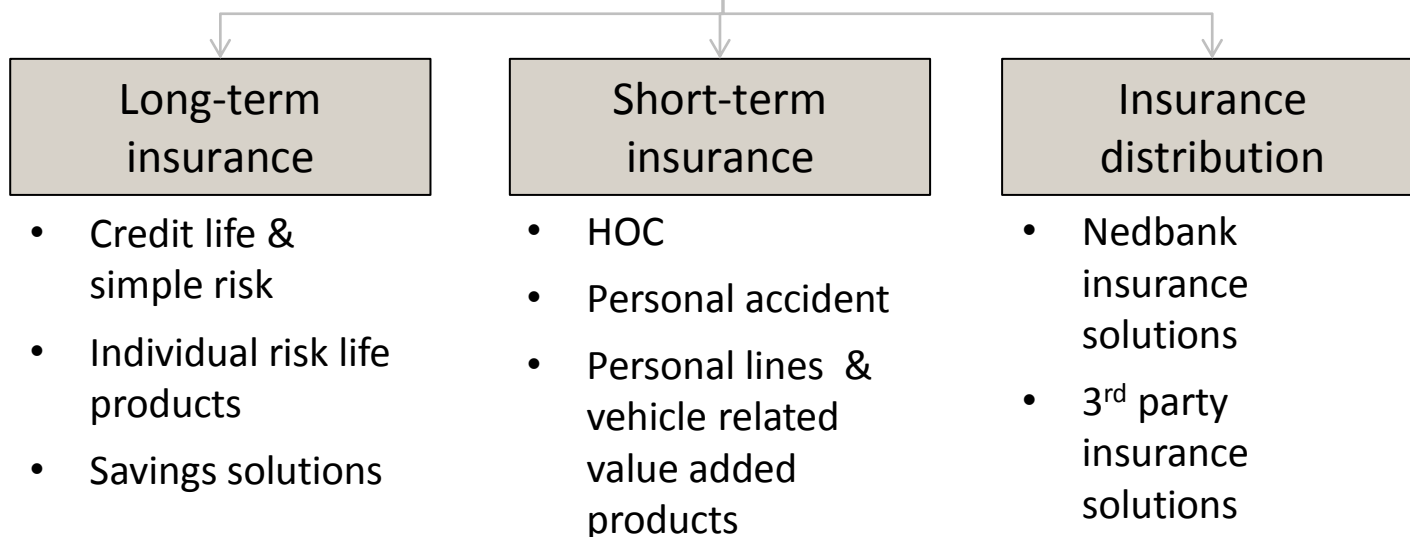 Long-term
insurance
• Credit life &
simple risk
• Individual risk life
products
• Savings solutions
Short-term
insurance
• HOC
• Personal accident
• Personal lines  &
vehicle related
value added
products
Insurance
distribution
• Nedbank
insurance
solutions
• 3rd party
insurance
solutions